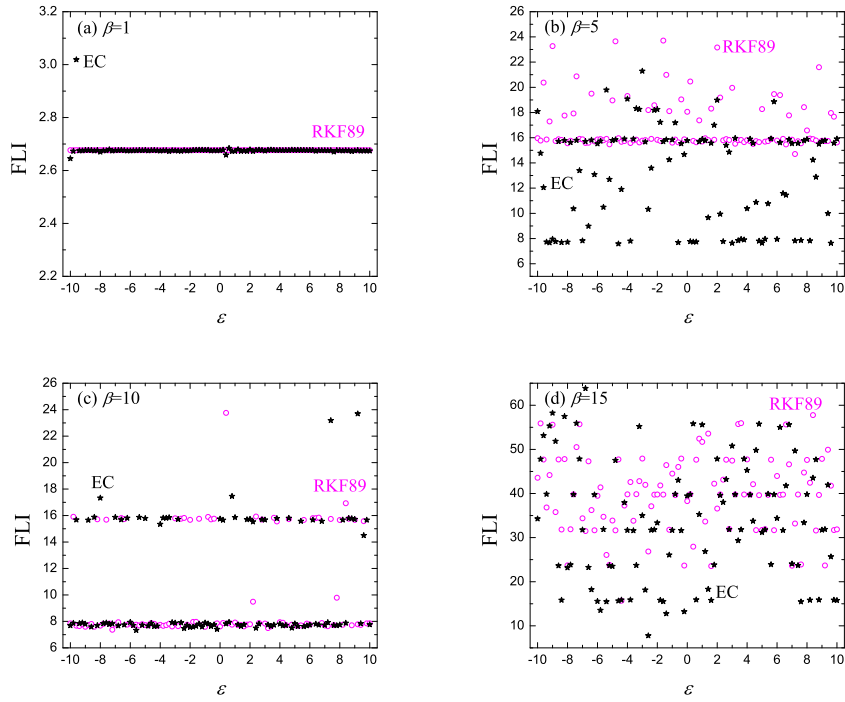 (a) β=1
EC
RKF89
FLI
3.2
3.0
2.8
2.6
2.4
2.2
-10 -8 -6 -4 -2 0 2 4 6 8 10
ε
(b) β=5
RKF89
EC
FLI
26
24
22
20
18
16
14
12
10
8
6
-10 -8 -6 -4 -2 0 2 4 6 8 10
ε
(c) β=10
EC
RKF89
FLI
26
24
22
20
18
16
14
12
10
8
6
-10 -8 -6 -4 -2 0 2 4 6 8 10
ε
(d) β=15
RKF89
EC
FLI
60
50
40
30
20
10
-10 -8 -6 -4 -2 0 2 4 6 8 10
ε